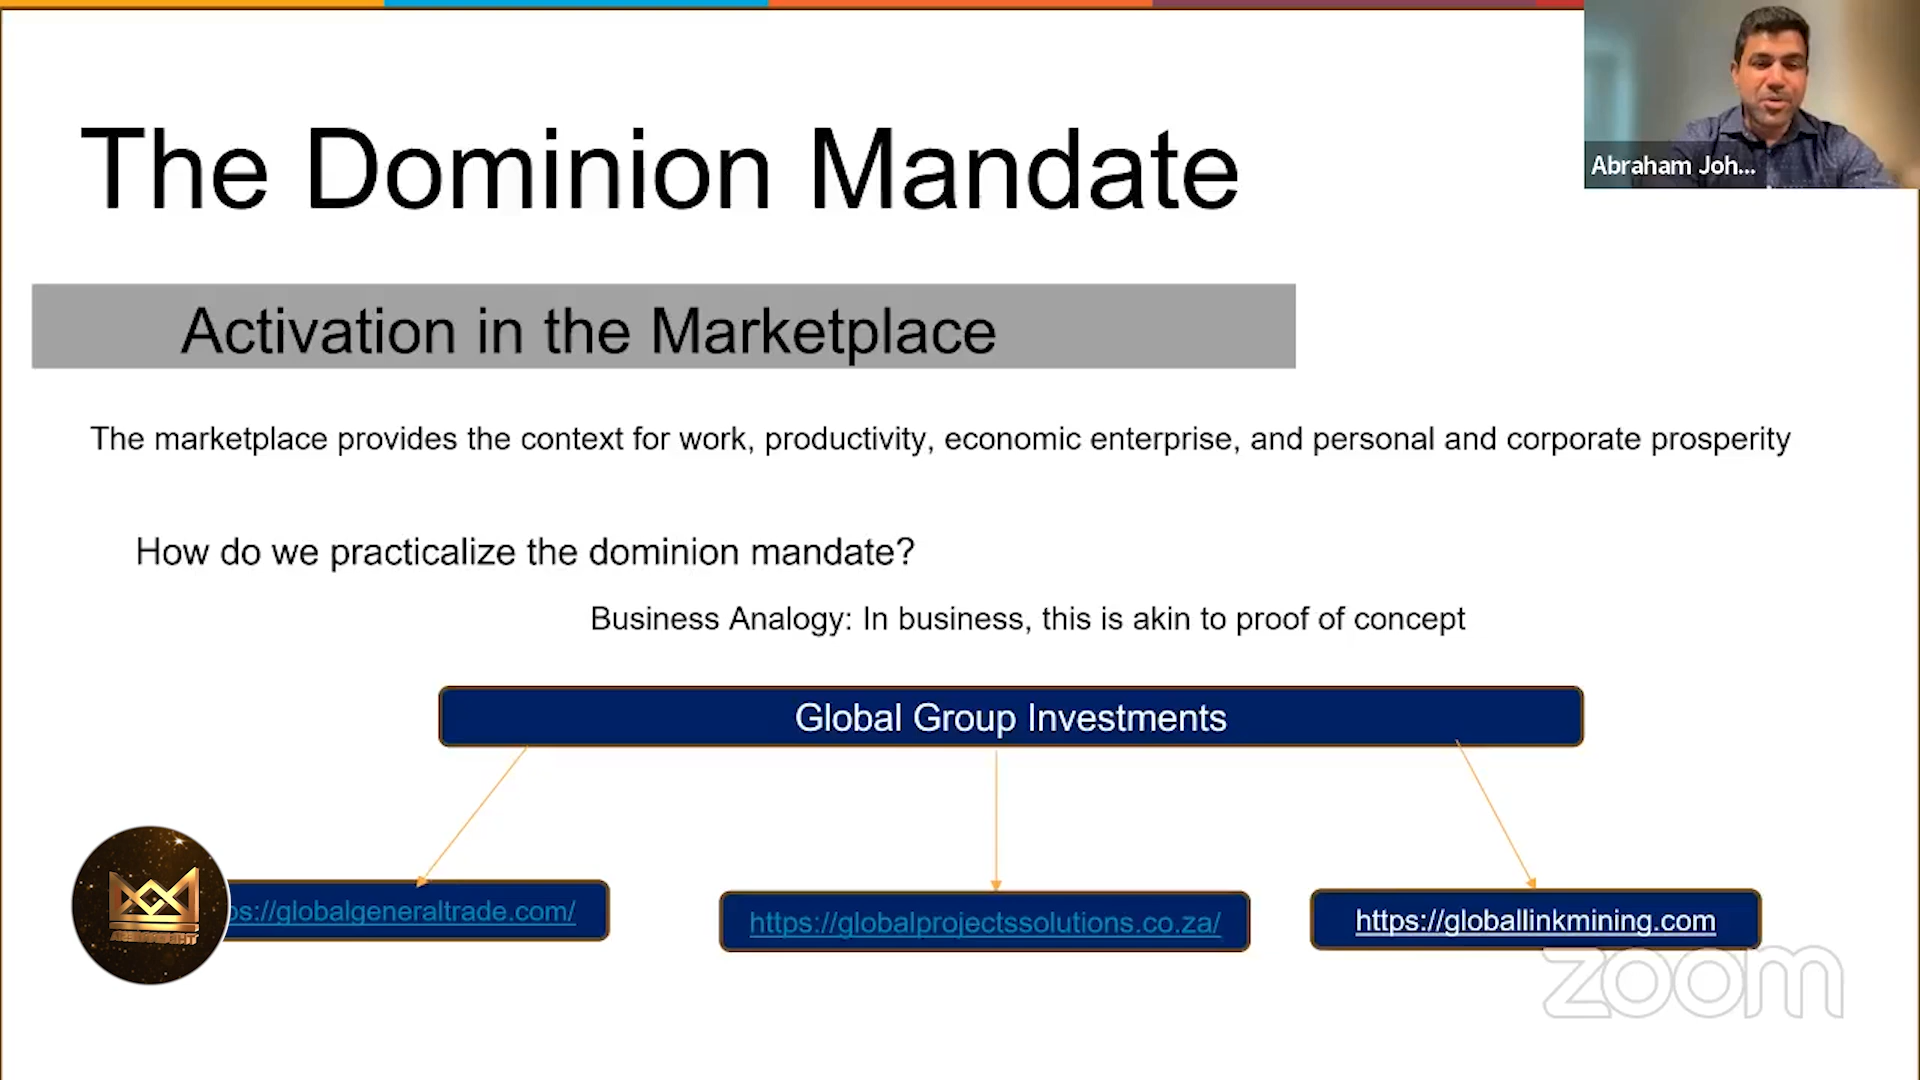 The Dominion Mandate
Abraham Joh...
Activation in the Marketplace
The marketplace provides the context for work, productivity, economic enterprise, and personal and corporate prosperity
How do we practicalize the dominion mandate?
Business Analogy: In business, this is akin to proof of concept
Global Group Investments
ps://globalgeneraltrade.com/
https://globalprojectssolutions.co.za/
https://globallinkmining.com
zoom